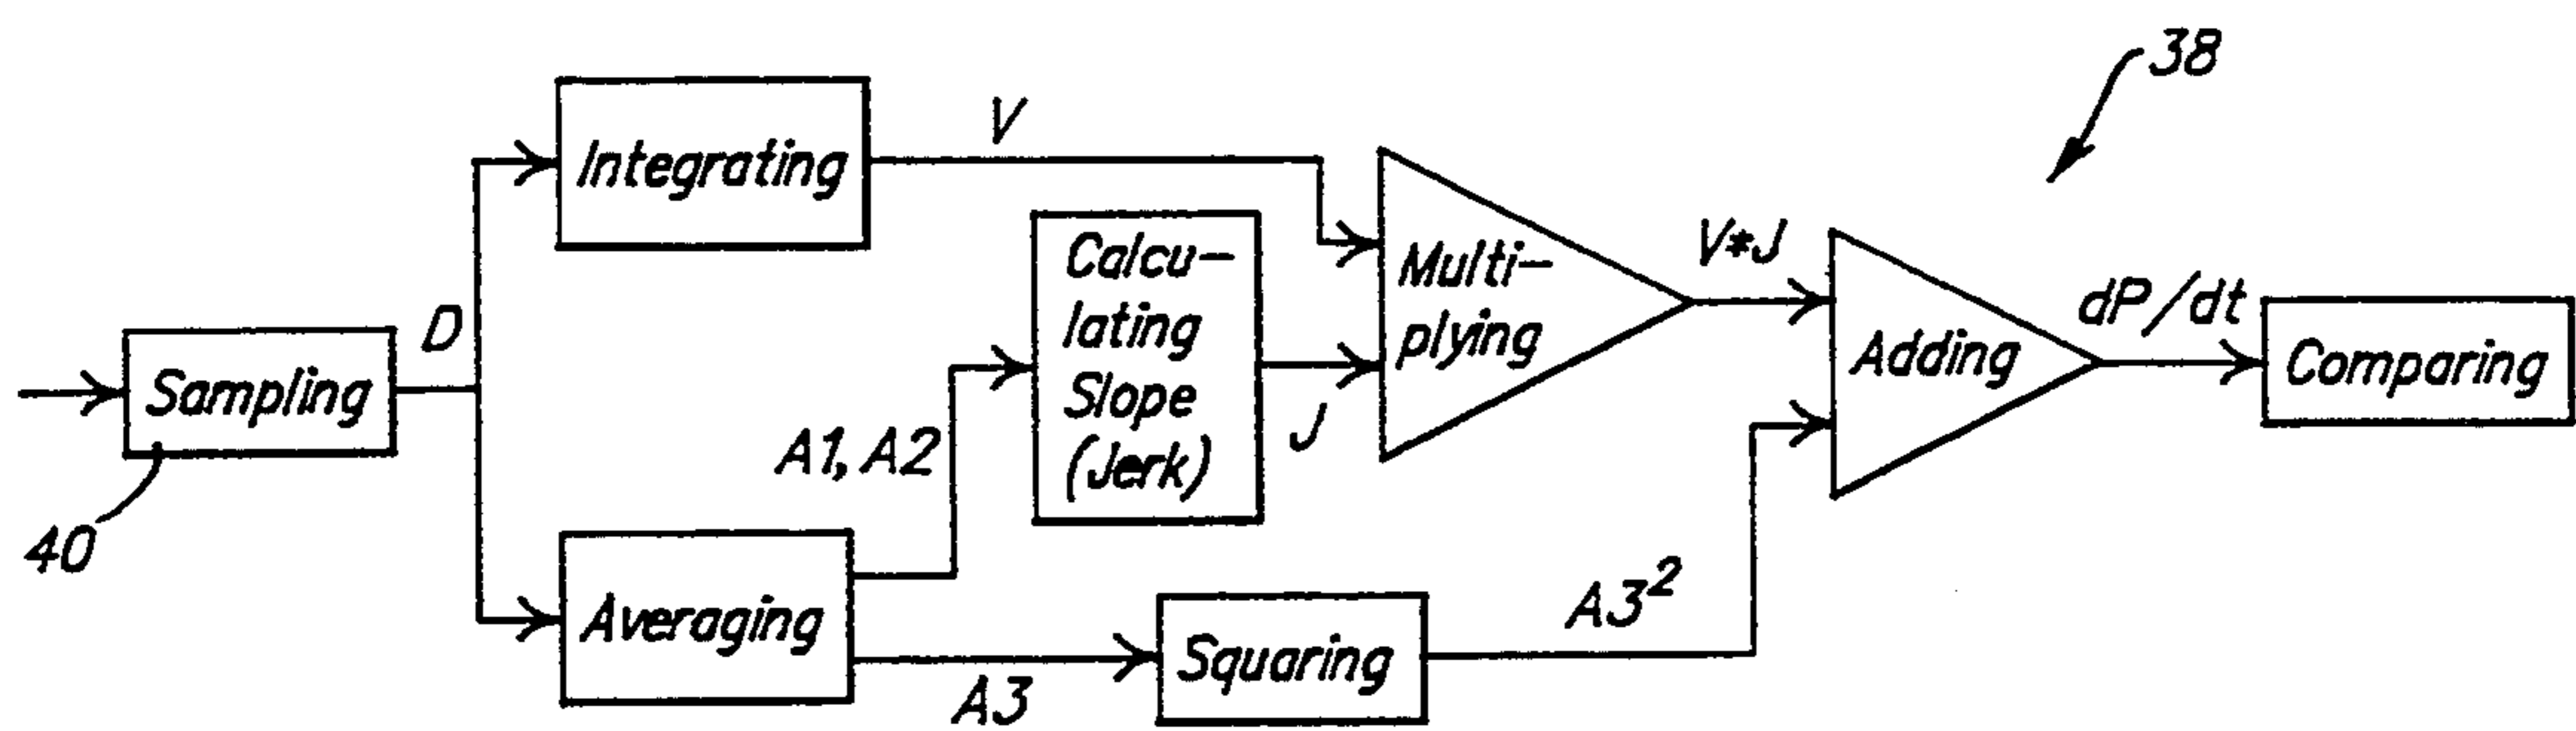 38
Integrating
V
Calcu-
lating
Slope
(Jerk)
Multi-
plying
V*J
Adding
dP/dt
Comparing
Sampling
D
40
A1, A2
J
Averaging
A3
Squaring
A3²